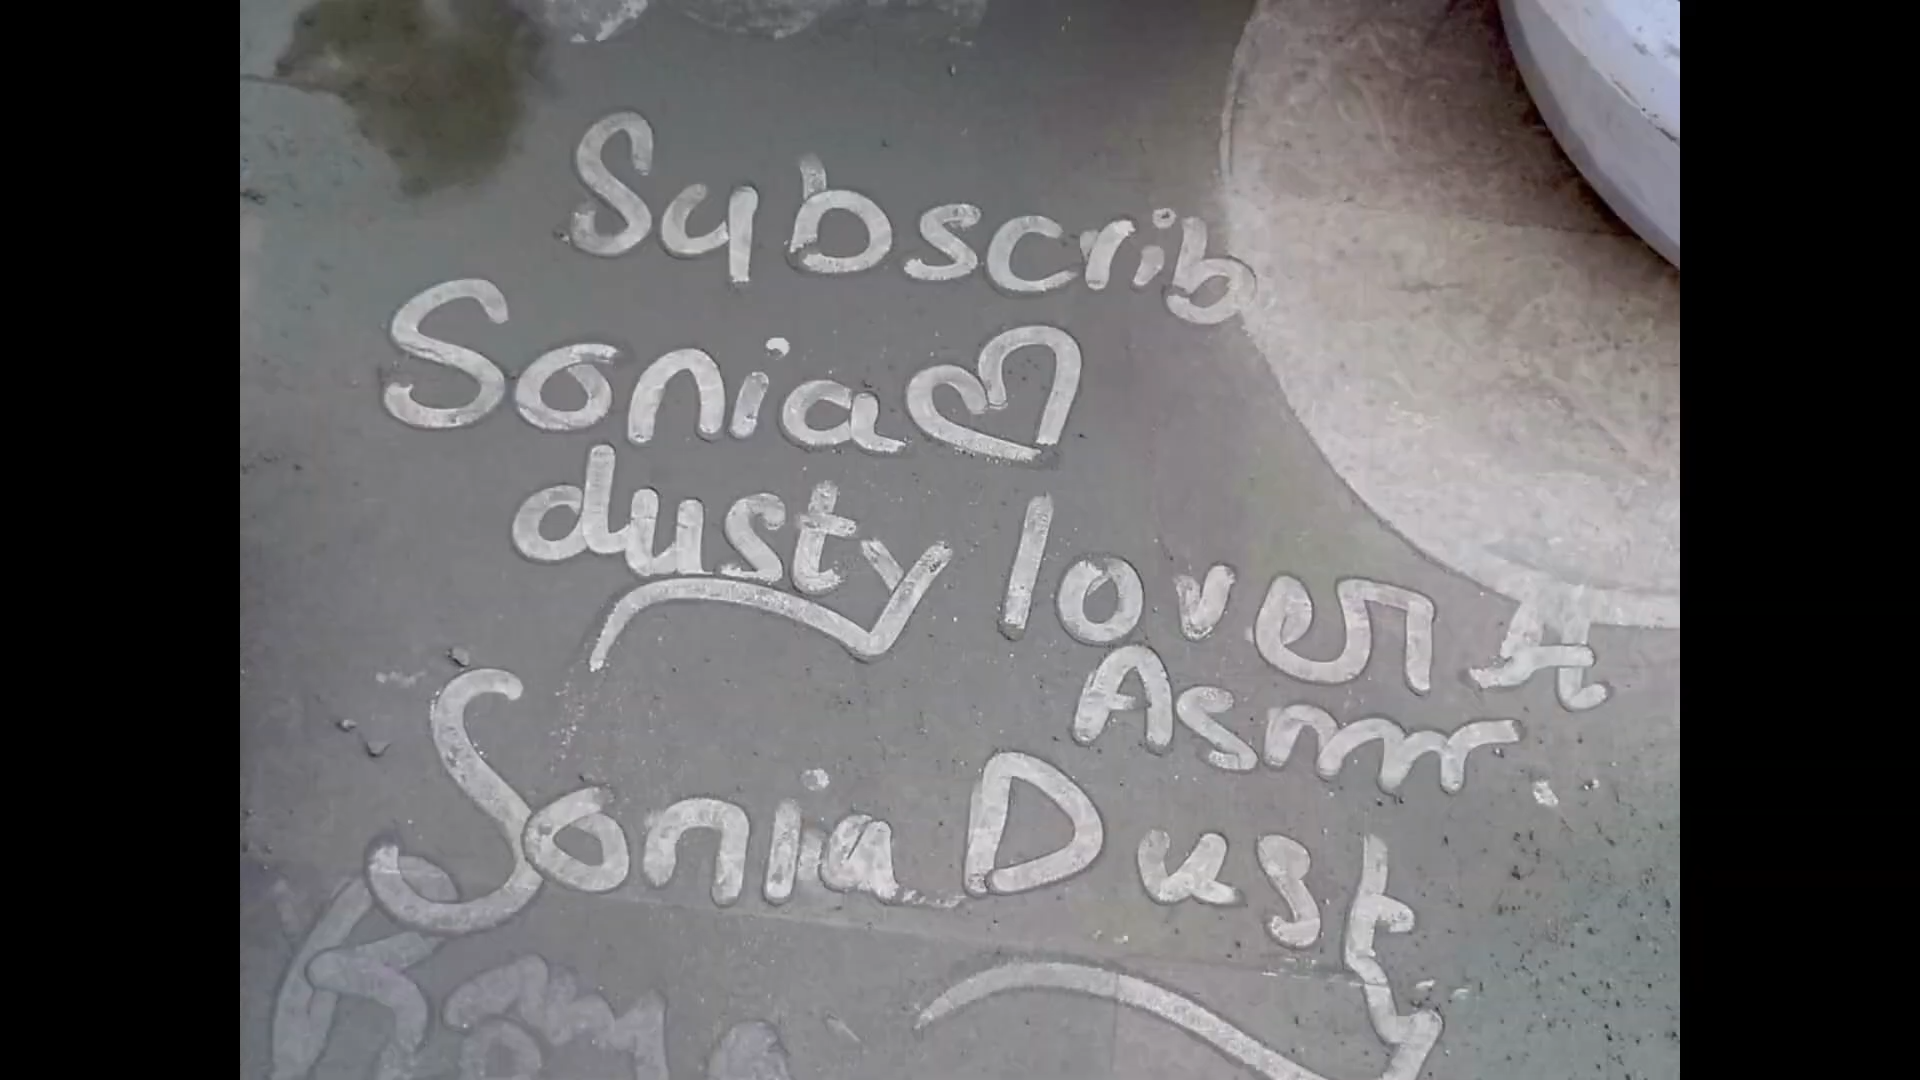 Subscrib
Sonia♡
dusty lover
Asmr
Sonia Dust